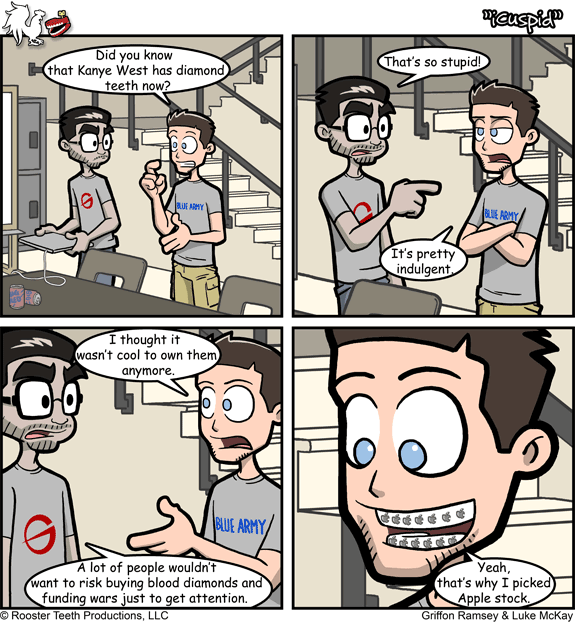 "iCuspid"
Did you know
that Kanye West has diamond
teeth now?
BLUE ARMY
That's so stupid!
BLUE ARMY
It's pretty
indulgent.
I thought it
wasn't cool to own them
anymore.
BLUE ARMY
A lot of people wouldn't
want to risk buying blood diamonds and
funding wars just to get attention.
Yeah,
that's why I picked
Apple stock.
© Rooster Teeth Productions, LLC
Griffon Ramsey & Luke McKay